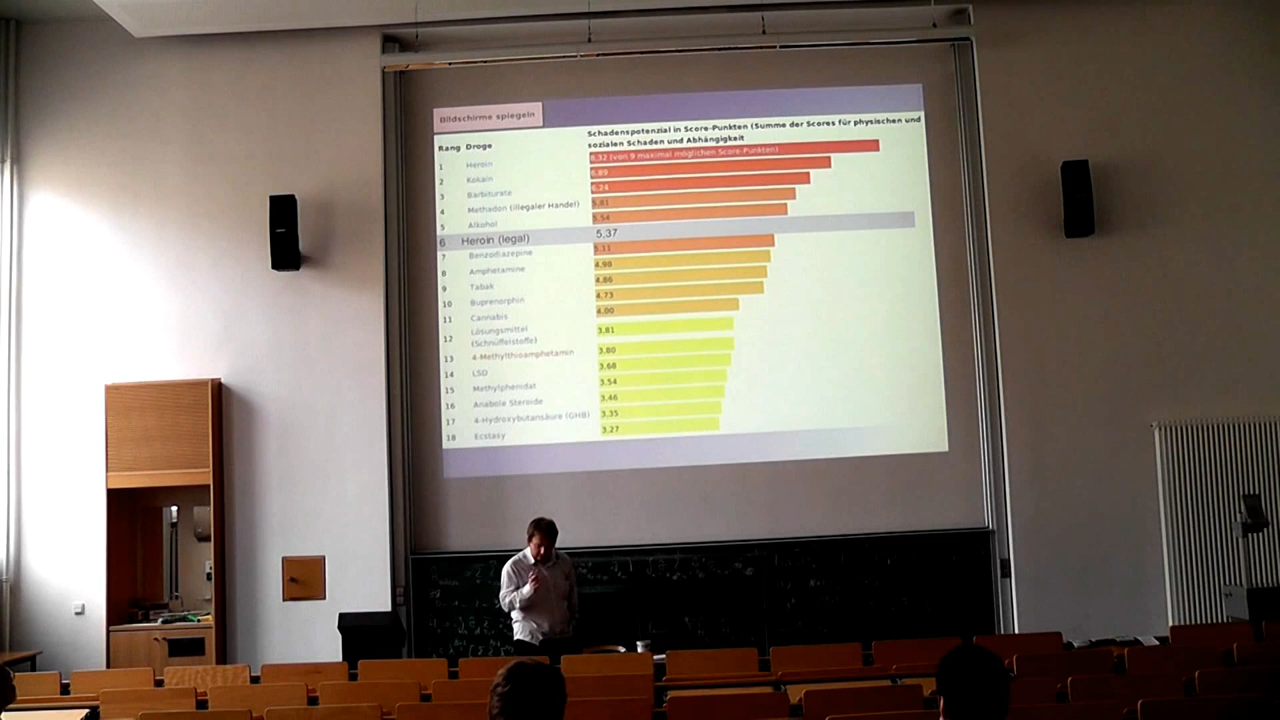 Bildschirme spiegeln
Rang Droge Schadenspotenzial in Score-Punkten (Summe der Scores für physischen und
sozialen Schaden und Abhängigkeit
1 Heroin 8,32 (von 9 maximal möglichen Score-Punkten)
2 Kokain 6,89
3 Barbiturate 6,24
4 Methadon (illegaler Handel) 5,81
5 Alkohol 5,54
6 Heroin (legal) 5,37
7 Benzodiazepine 5,11
8 Amphetamine 4,98
9 Tabak 4,86
10 Buprenorphin 4,73
11 Cannabis 4,00
12 Lösungsmittel 3,81
(Schnüffelstoffe)
13 4-Methylthioamphetamin 3,80
14 LSD 3,68
15 Methylphenidat 3,54
16 Anabole Steroide 3,46
17 4-Hydroxybutansäure (GHB) 3,35
18 Ecstasy 3,27